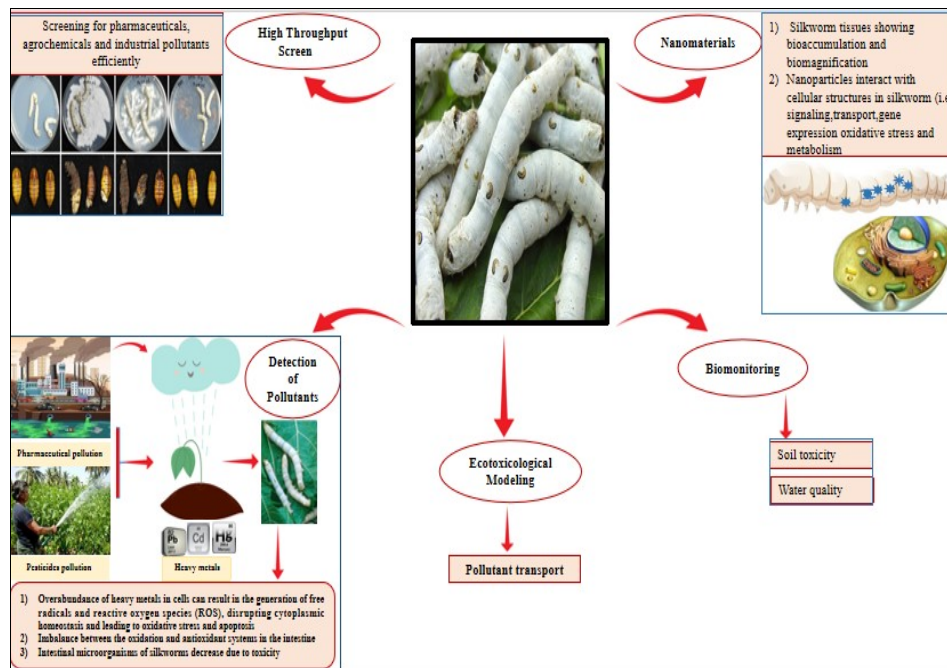 Screening for pharmaceuticals,
agrochemicals and industrial pollutants
efficiently
High Throughput
Screen
Nanomaterials
1) Silkworm tissues showing
bioaccumulation and
biomagnification
2) Nanoparticles interact with
cellular structures in silkworm (i.e
signaling,transport,gene
expression oxidative stress and
metabolism
Detection
of
Pollutants
Pharmaceutical pollution
Pesticides pollution
Pb
Cd
Hg
Heavy metals
1) Overabundance of heavy metals in cells can result in the generation of free
radicals and reactive oxygen species (ROS), disrupting cytoplasmic
homeostasis and leading to oxidative stress and apoptosis
2) Imbalance between the oxidation and antioxidant systems in the intestine
3) Intestinal microorganisms of silkworms decrease due to toxicity
Ecotoxicological
Modeling
Pollutant transport
Biomonitoring
Soil toxicity
Water quality